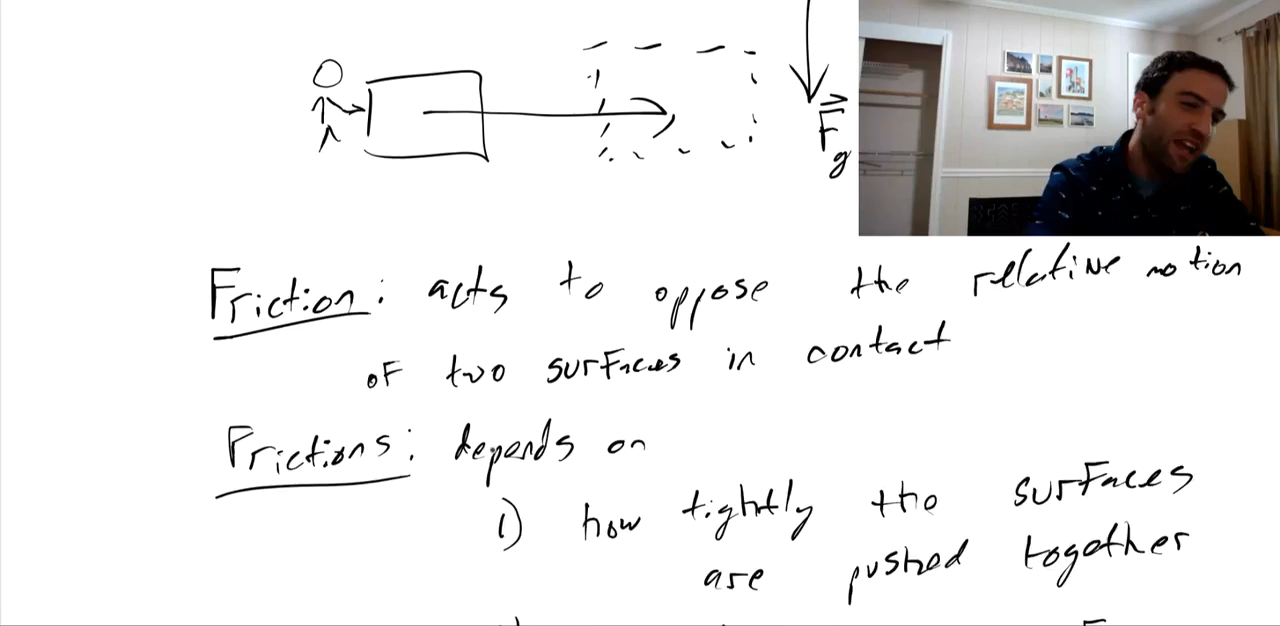 F g
Friction: acts to oppose the relative motion
of two surfaces in contact
Frictions: depends on
1) how tightly the surfaces
are pushed together